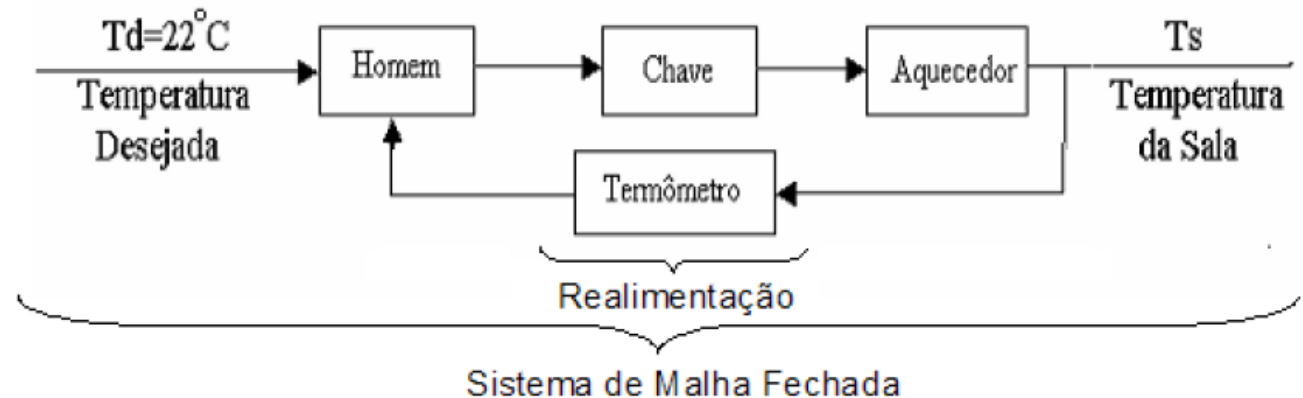 Td=22°C
Temperatura
Desejada
Homem
Chave
Aquecedor
Ts
Temperatura
da Sala
Termômetro
Realimentação
Sistema de Malha Fechada